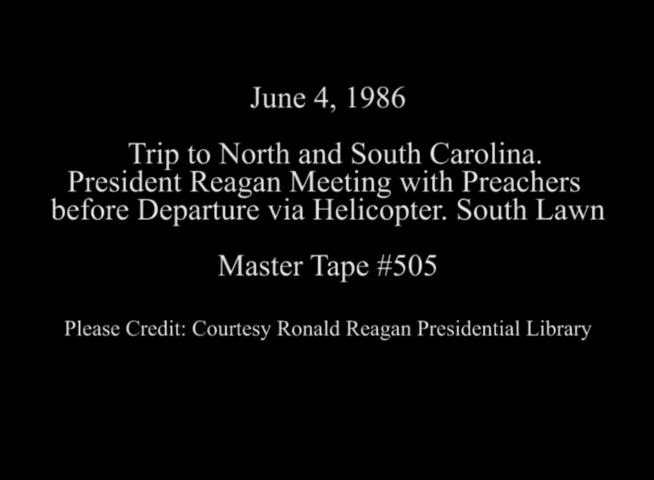 June 4, 1986
Trip to North and South Carolina.
President Reagan Meeting with Preachers
before Departure via Helicopter. South Lawn
Master Tape #505
Please Credit: Courtesy Ronald Reagan Presidential Library